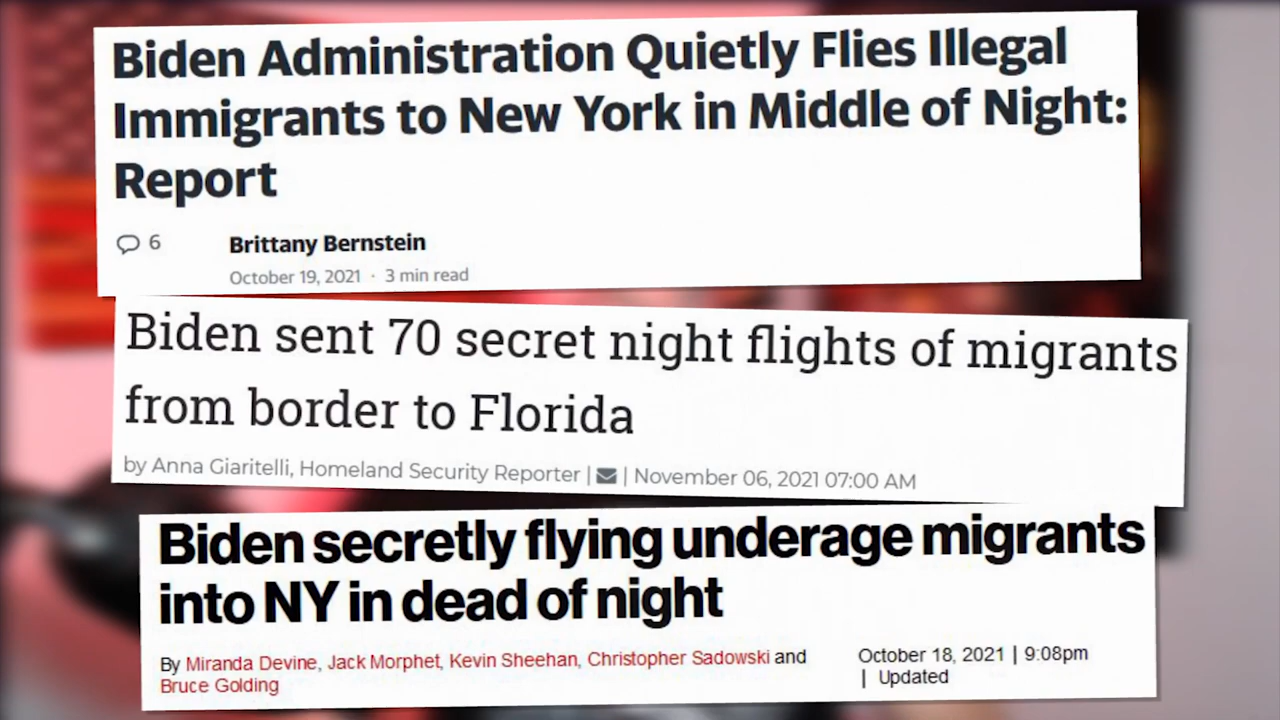 Biden Administration Quietly Flies Illegal
Immigrants to New York in Middle of Night:
Report
6
Brittany Bernstein
October 19, 2021 · 3 min read
Biden sent 70 secret night flights of migrants
from border to Florida
by Anna Giaritelli, Homeland Security Reporter | | November 06, 2021 07:00 AM
Biden secretly flying underage migrants
into NY in dead of night
By Miranda Devine, Jack Morphet, Kevin Sheehan, Christopher Sadowski and
Bruce Golding
October 18, 2021 | 9:08pm
| Updated